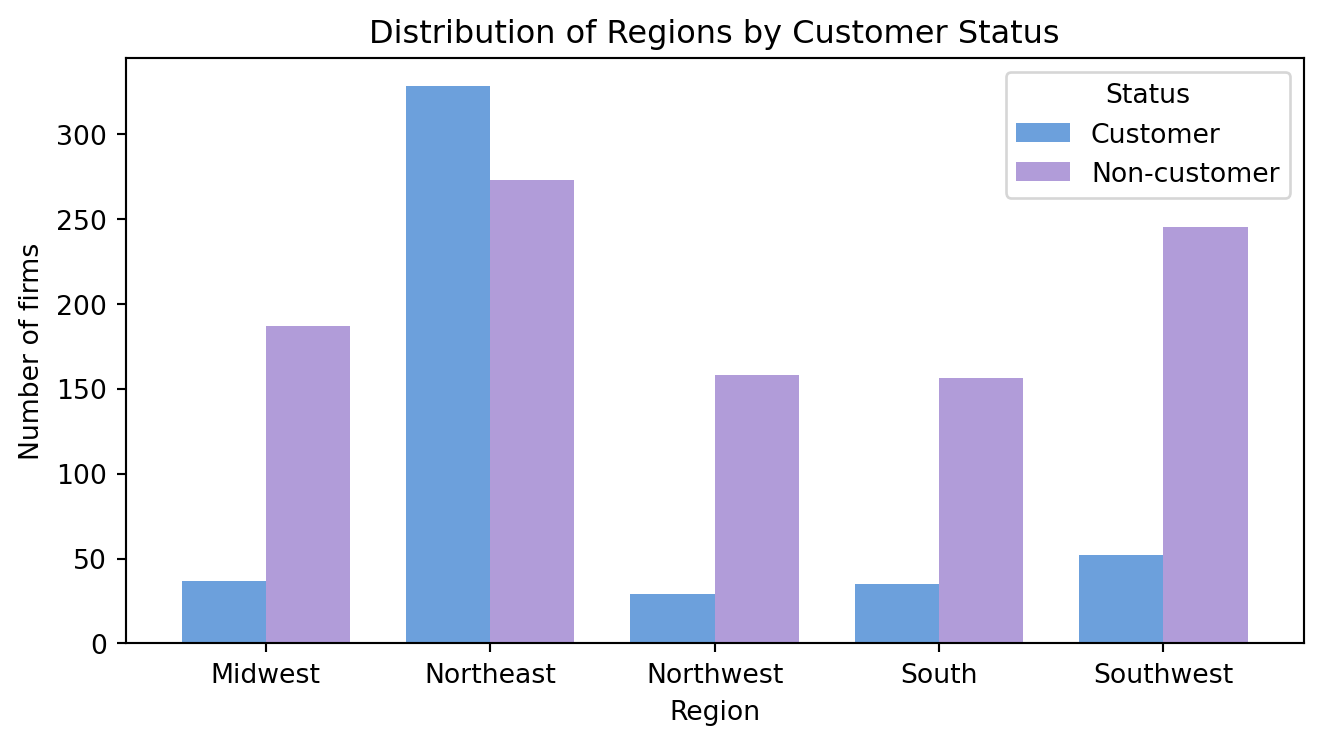 Distribution of Regions by Customer Status
Status
Customer
Non-customer
Number of firms
300
250
200
150
100
50
0
Midwest Northeast Northwest South Southwest
Region